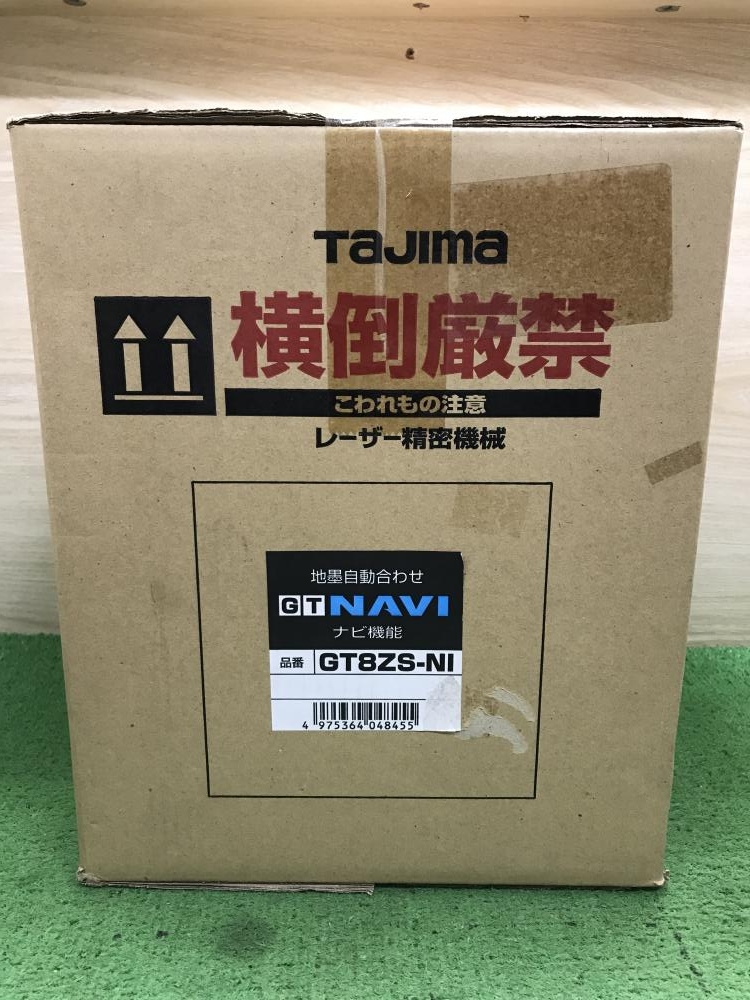 TaJima
横倒厳禁
こわれもの注意
レーザー精密機械
地墨自動合わせ
GT NAVI
ナビ機能
品番 GT8ZS-NI
4 975364 048455